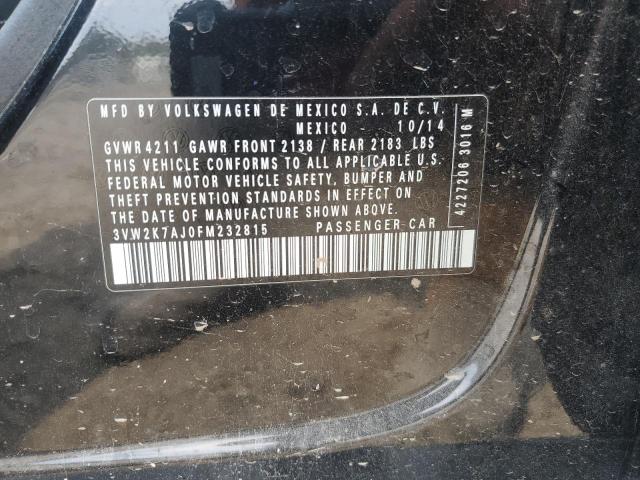 MFD BY VOLKSWAGEN DE MEXICO S.A. DE C.V.
MEXICO - 10/14
GVWR 4211 GAWR FRONT 2138 / REAR 2183 LBS
THIS VEHICLE CONFORMS TO ALL APPLICABLE U.S.
FEDERAL MOTOR VEHICLE SAFETY, BUMPER AND
THEFT PREVENTION STANDARDS IN EFFECT ON
THE DATE OF MANUFACTURE SHOWN ABOVE.
3VW2K7AJ0FM232815 PASSENGER CAR
4227206 3016 M